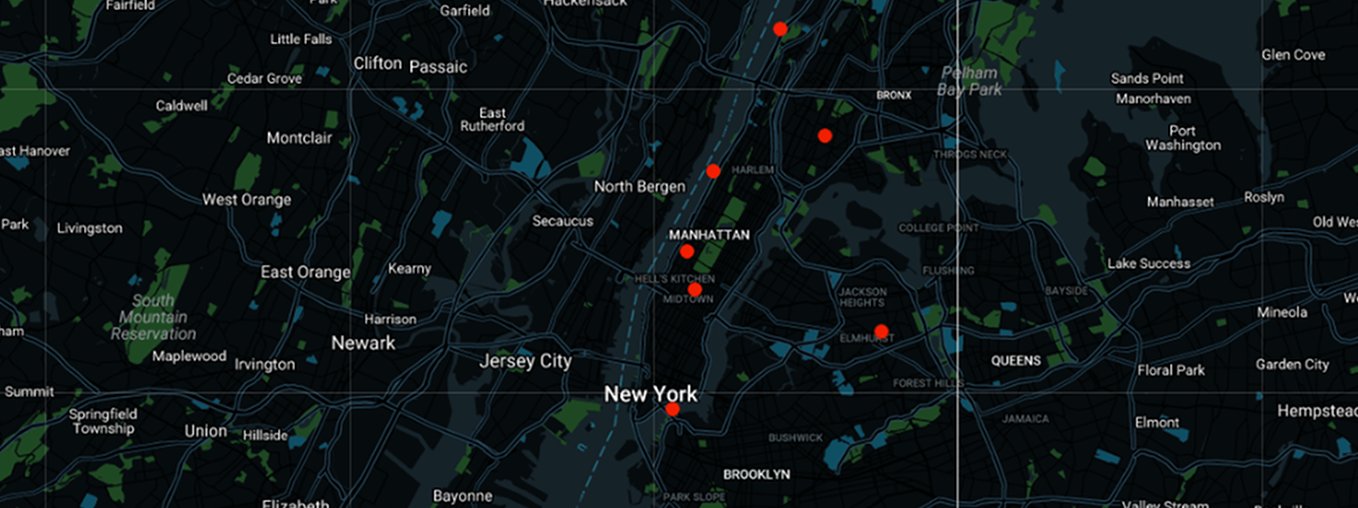 Fairfield
Park
Garfield
Hackensack
Little Falls
Glen Cove
Clifton
Passaic
Cedar Grove
Pelham
Bay Park
Sands Point
BRONX
Manorhaven
Caldwell
East
Rutherford
Montclair
Port
Washington
ast Hanover
THROGS NECK
HARLEM
North Bergen
West Orange
Roslyn
Manhasset
Park
Livingston
Secaucus
COLLEGE POINT
Old Wes
MANHATTAN
East Orange
Kearny
FLUSHING
Lake Success
HELL'S KITCHEN
MIDTOWN
JACKSON
HEIGHTS
BAYSIDE
South
Mountain
Reservation
Harrison
Mineola
ham
ELMHURST
Newark
Maplewood
Irvington
Jersey City
QUEENS
Floral Park
Garden City
FOREST HILLS
Summit
New York
Springfield
Township
Hempstead
Union
Hillside
JAMAICA
Elmont
BUSHWICK
BROOKLYN
Bayonne
PARK SLOPE
Elizabeth
Valley Stream